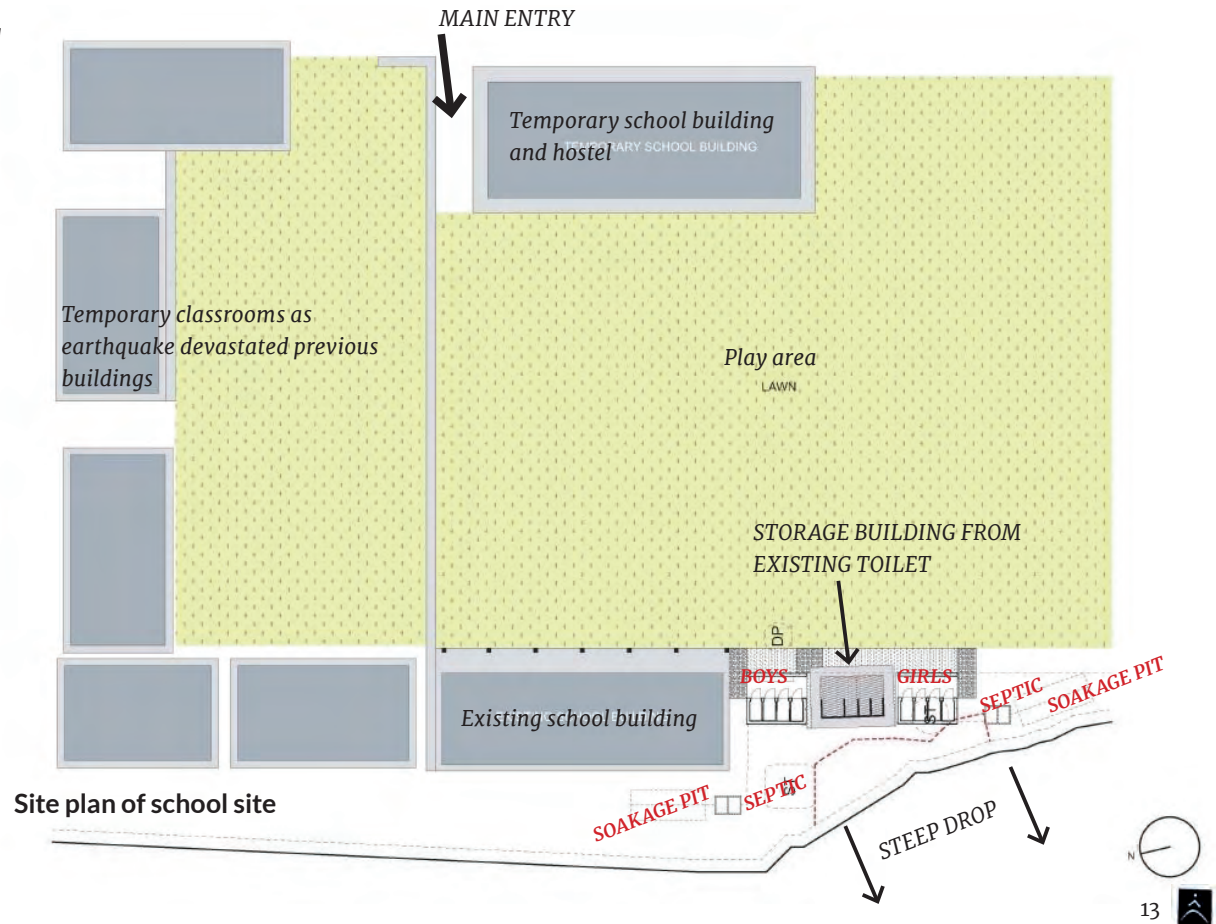 MAIN ENTRY
Temporary school building
and hostel
TEMPORARY SCHOOL BUILDING
Temporary classrooms as
earthquake devastated previous
buildings
Play area
LAWN
STORAGE BUILDING FROM
EXISTING TOILET
DP
BOYS
GIRLS
ST
SEPTIC
SOAKAGE PIT
Existing school building
SOAKAGE PIT
SEPTIC
STEEP DROP
Site plan of school site
N
13